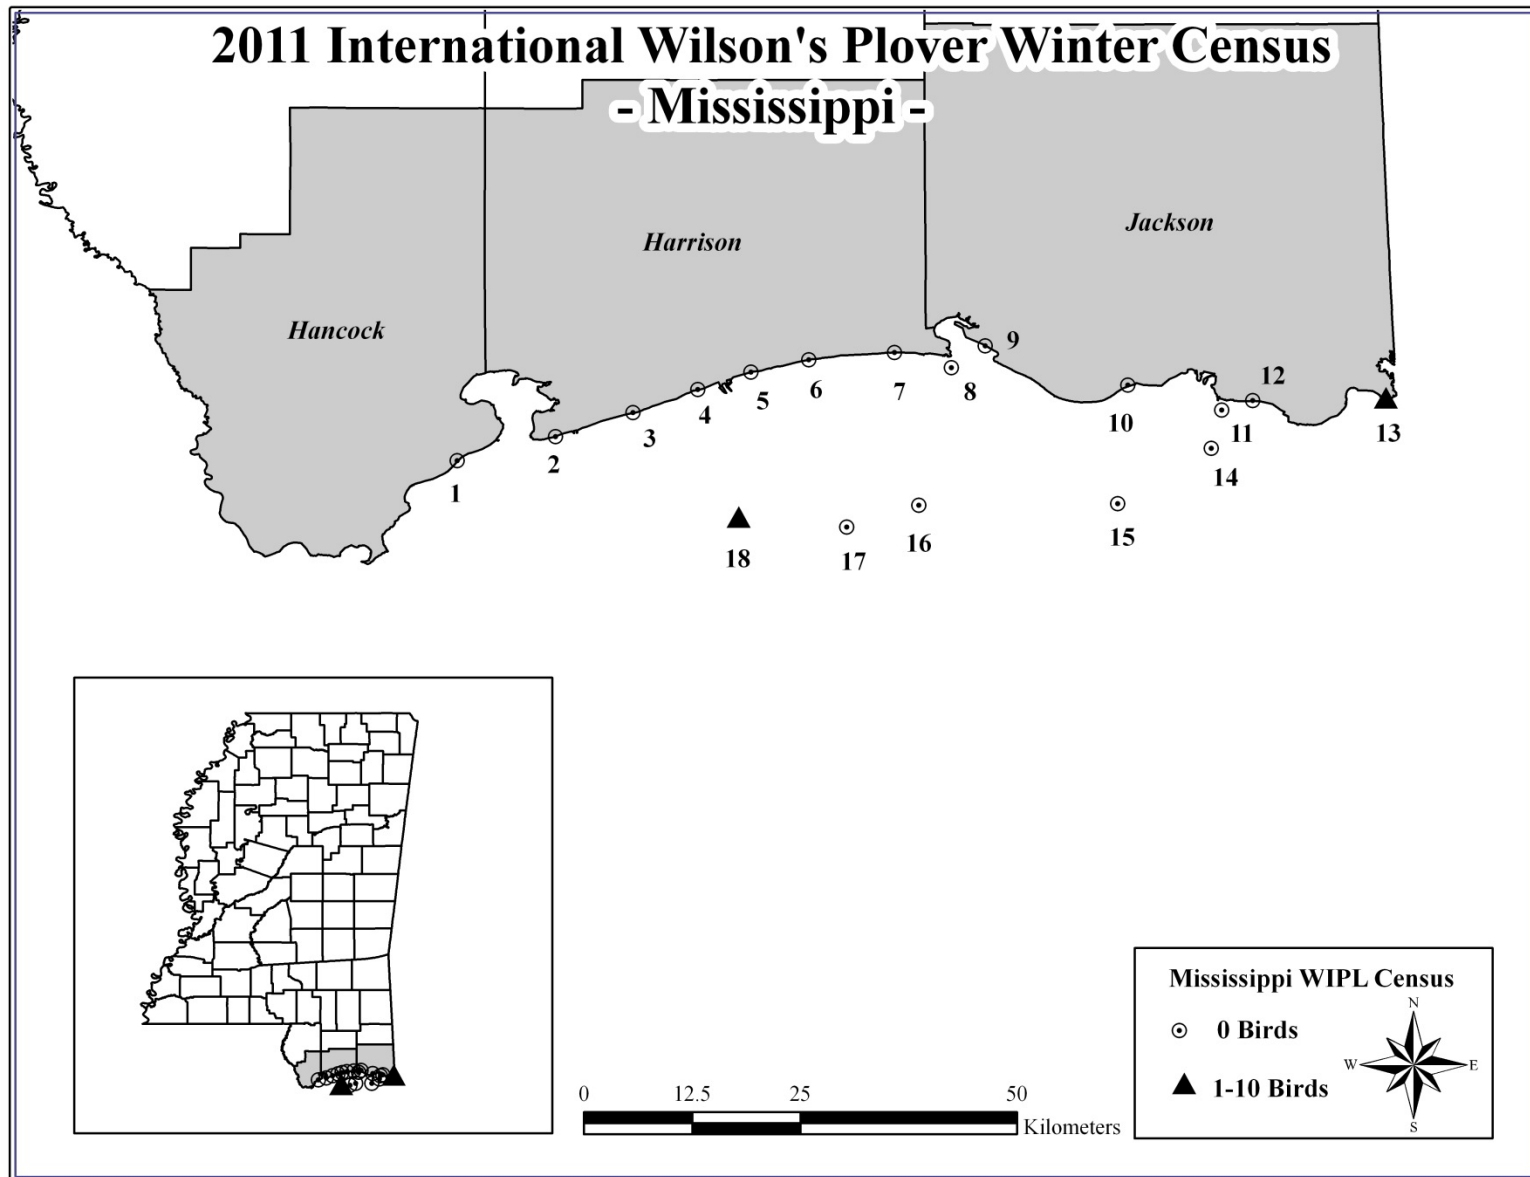 2011 International Wilson's Plover Winter Census
- Mississippi -
Jackson
Harrison
Hancock
9
12
6
7
8
5
4
10
3
11
13
2
14
1
15
16
18
17
Mississippi WIPL Census
N
0 Birds
W
E
1-10 Birds
S
0
12.5
25
50
Kilometers